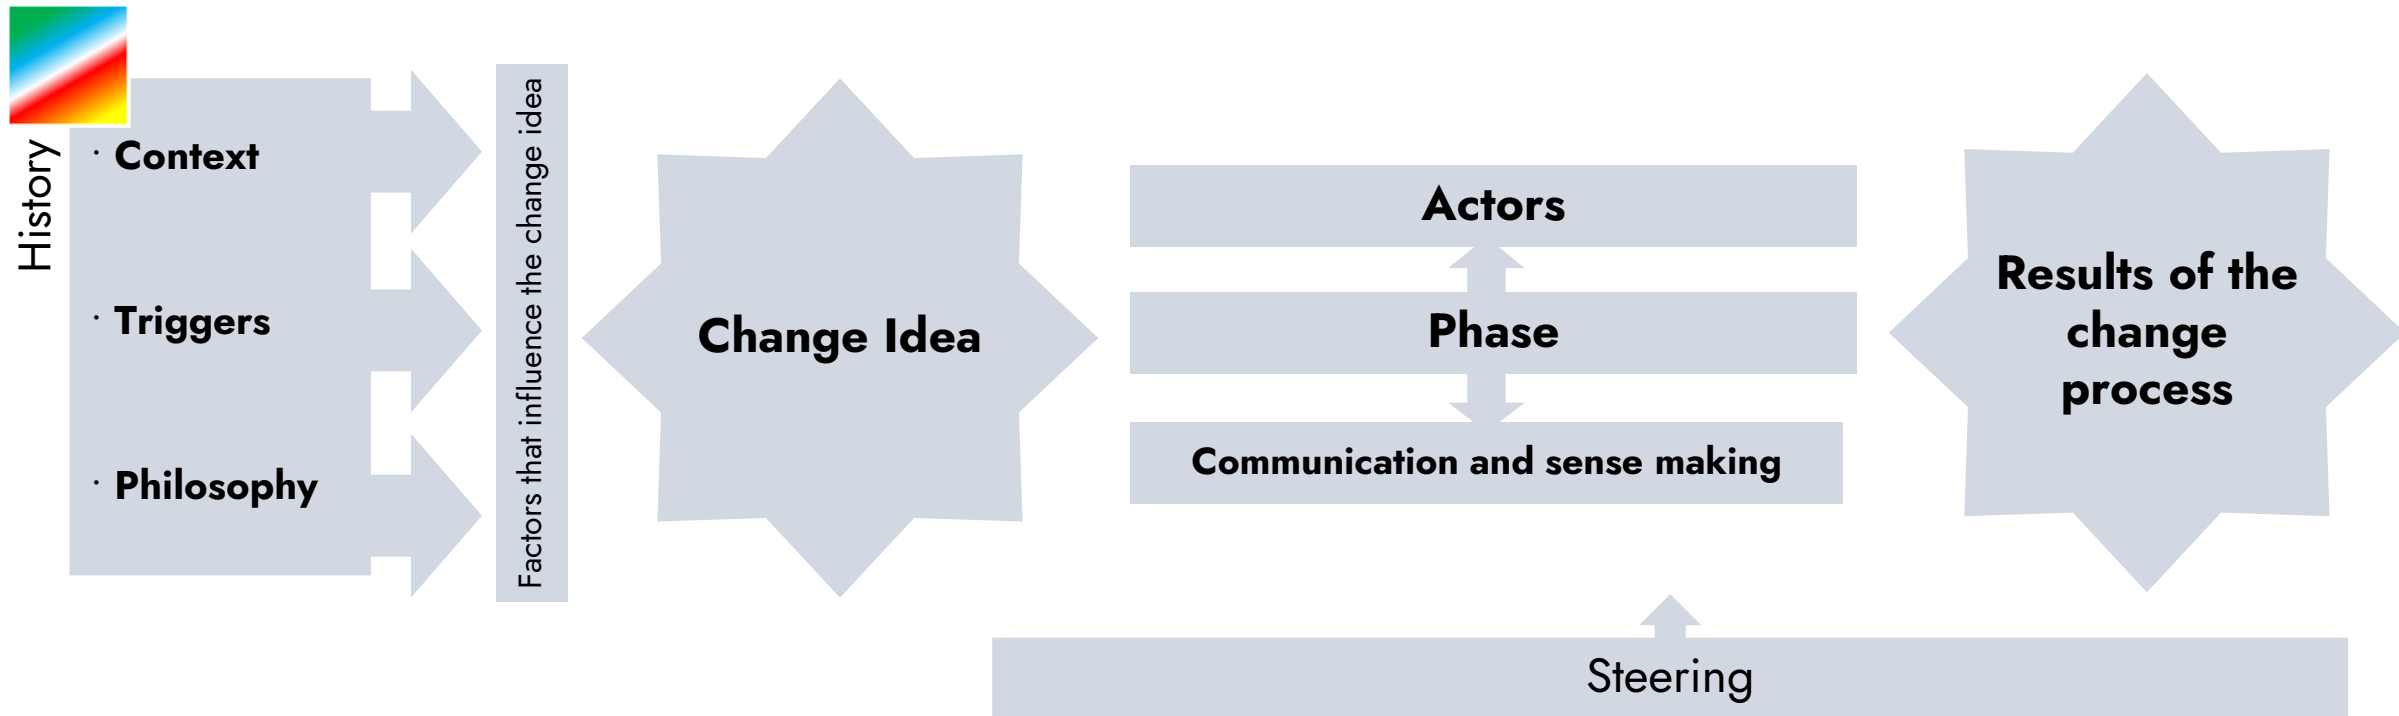 History
· Context
· Triggers
· Philosophy
Factors that influence the change idea
Change Idea
Actors
Phase
Communication and sense making
Results of the
change
process
Steering